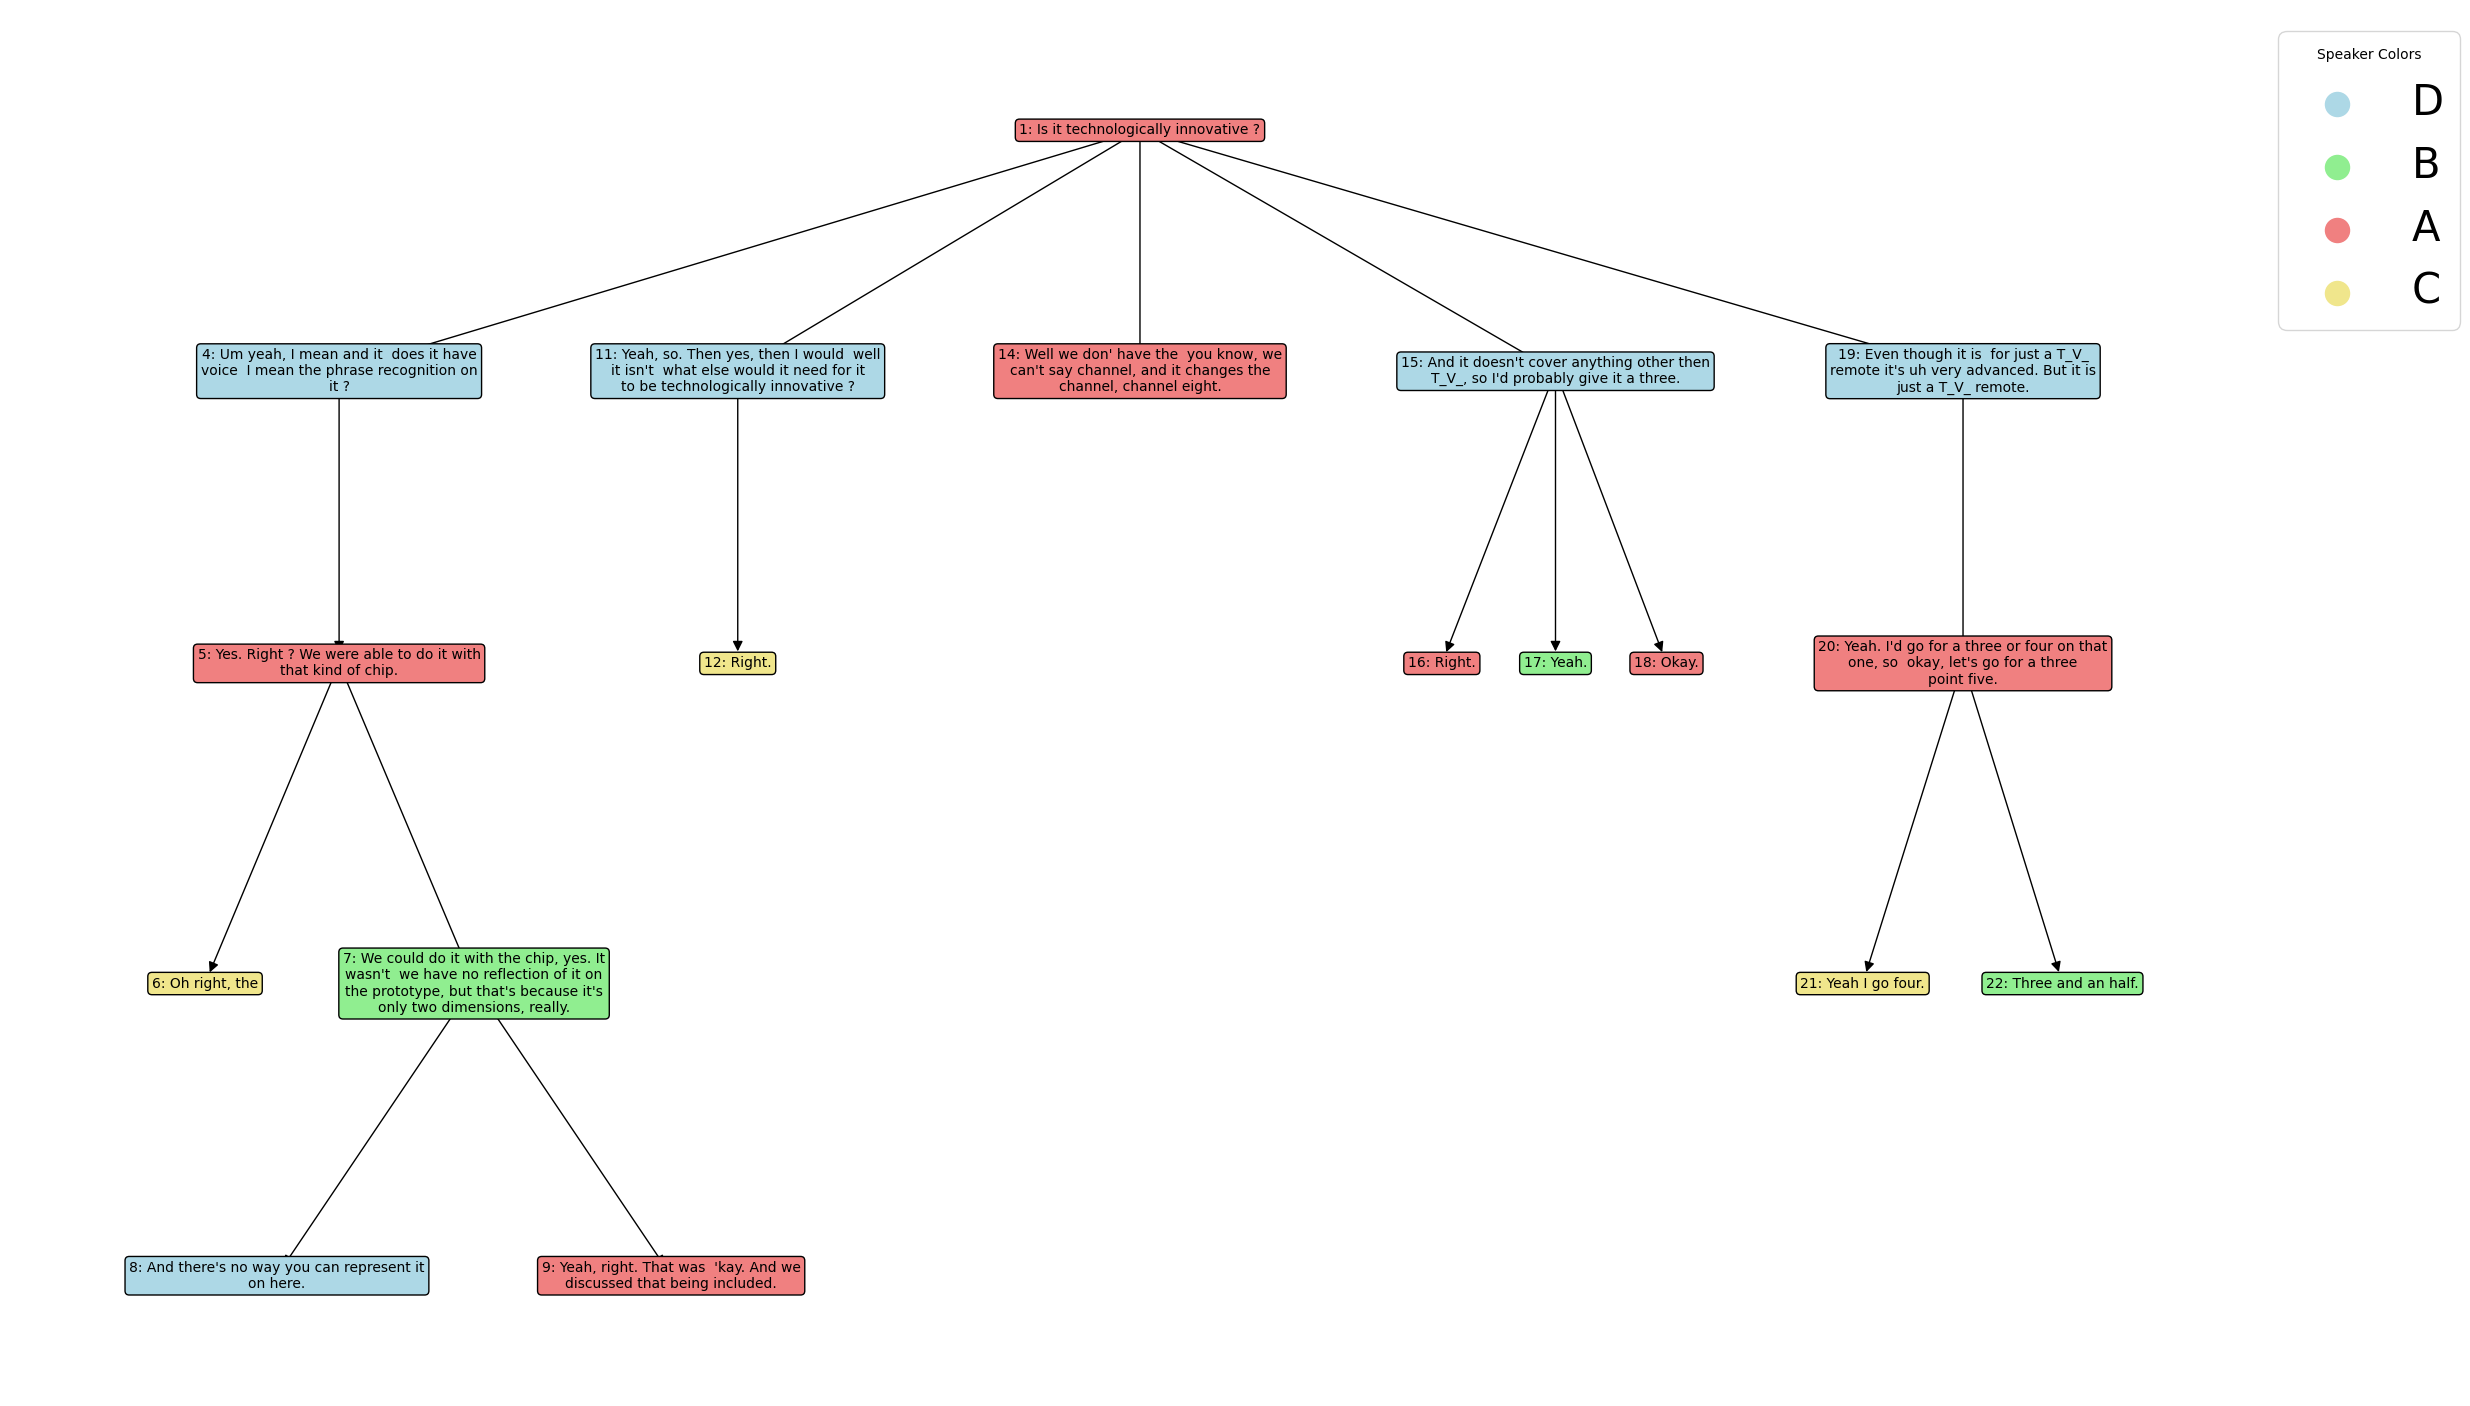 Speaker Colors
D
B
A
C
1: Is it technologically innovative ?
4: Um yeah, I mean and it  does it have
voice  I mean the phrase recognition on
it ?
11: Yeah, so. Then yes, then I would  well
it isn't  what else would it need for it
to be technologically innovative ?
14: Well we don' have the  you know, we
can't say channel, and it changes the
channel, channel eight.
15: And it doesn't cover anything other then
T_V_, so I'd probably give it a three.
19: Even though it is  for just a T_V_
remote it's uh very advanced. But it is
just a T_V_ remote.
5: Yes. Right ? We were able to do it with
that kind of chip.
12: Right.
16: Right.
17: Yeah.
18: Okay.
20: Yeah. I'd go for a three or four on that
one, so  okay, let's go for a three
point five.
6: Oh right, the
7: We could do it with the chip, yes. It
wasn't  we have no reflection of it on
the prototype, but that's because it's
only two dimensions, really.
21: Yeah I go four.
22: Three and an half.
8: And there's no way you can represent it
on here.
9: Yeah, right. That was  'kay. And we
discussed that being included.